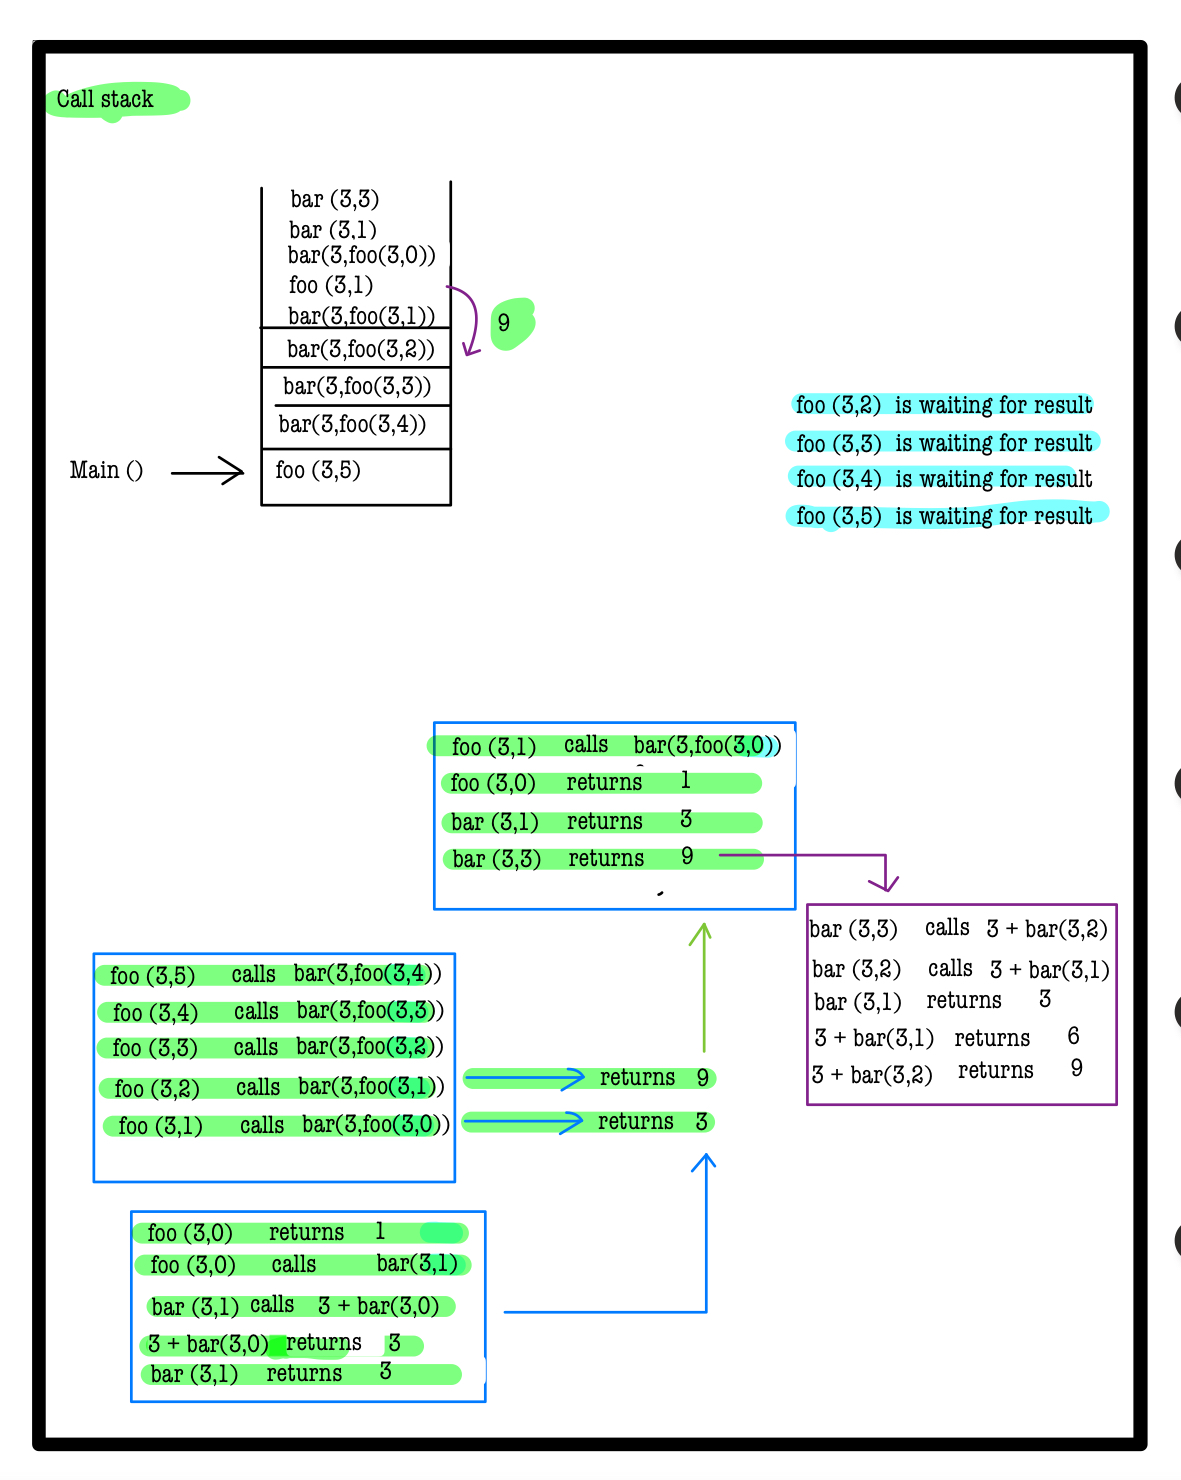 Call stack
bar (3,3)
bar (3,1)
bar(3,foo(3,0))
foo (3,1)
bar(3,foo(3,1))
9
bar(3,foo(3,2))
bar(3,foo(3,3))
bar(3,foo(3,4))
Main () foo (3,5)
foo (3,2) is waiting for result
foo (3,3) is waiting for result
foo (3,4) is waiting for result
foo (3,5) is waiting for result
foo (3,1) calls bar(3,foo(3,0))
foo (3,0) returns 1
bar (3,1) returns 3
bar (3,3) returns 9
bar (3,3) calls 3 + bar(3,2)
bar (3,2) calls 3 + bar(3,1)
bar (3,1) returns 3
3 + bar(3,1) returns 6
3 + bar(3,2) returns 9
foo (3,5) calls bar(3,foo(3,4))
foo (3,4) calls bar(3,foo(3,3))
foo (3,3) calls bar(3,foo(3,2))
foo (3,2) calls bar(3,foo(3,1)) returns 9
foo (3,1) calls bar(3,foo(3,0)) returns 3
foo (3,0) returns 1
foo (3,0) calls bar(3,1)
bar (3,1) calls 3 + bar(3,0)
3 + bar(3,0) returns 3
bar (3,1) returns 3